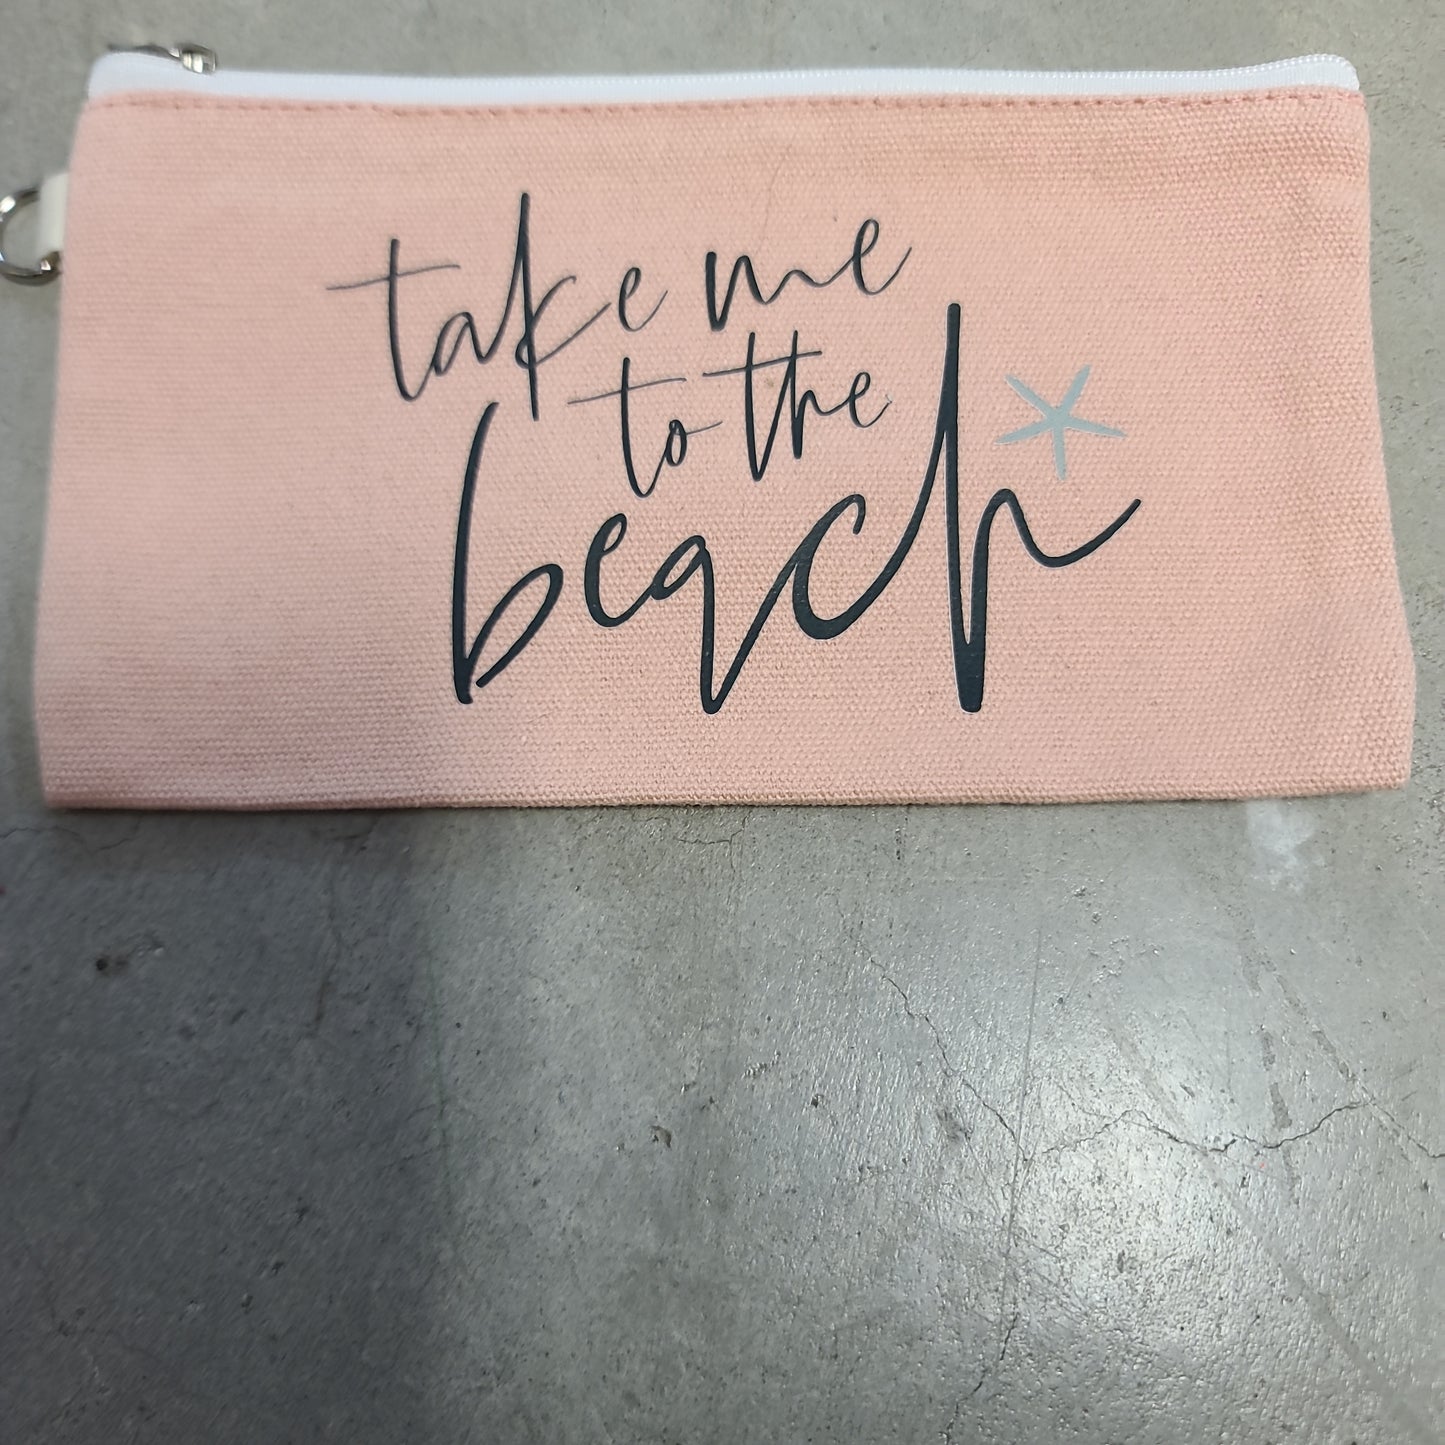 take me
to the
beach